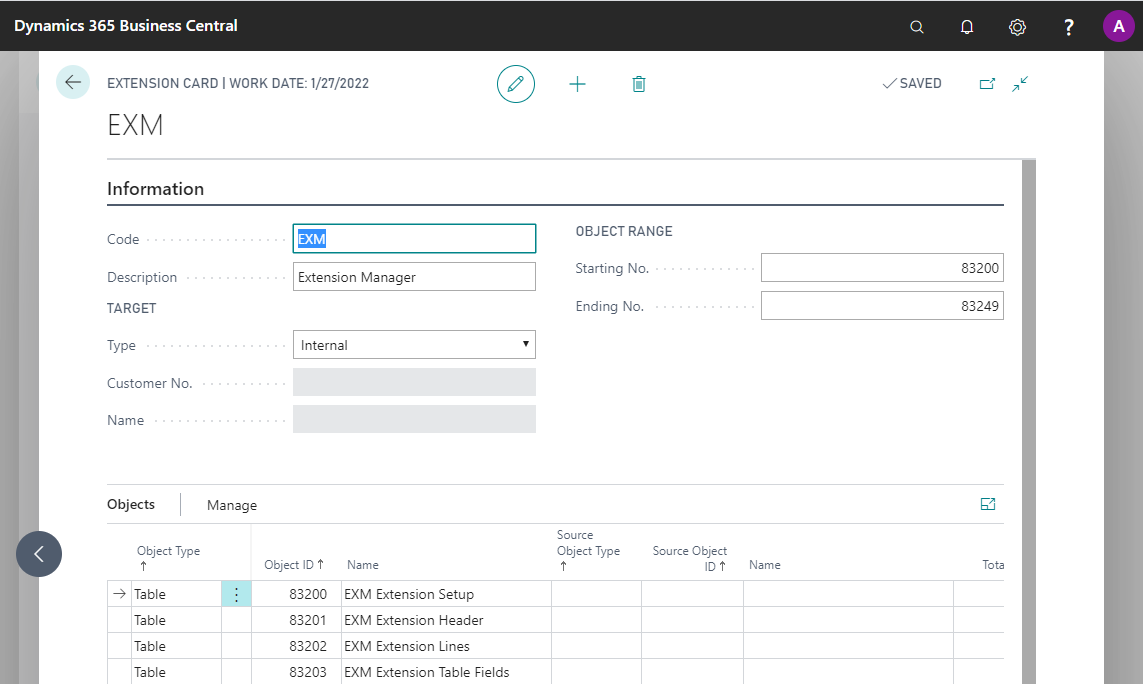 Dynamics 365 Business Central
? A
EXTENSION CARD | WORK DATE: 1/27/2022
SAVED
EXM
Information
Code EXM
Description Extension Manager
TARGET
Type Internal
Customer No.
Name
OBJECT RANGE
Starting No. 83200
Ending No. 83249
Objects Manage
Object Type ↑ Object ID ↑ Name Source Object Type ↑ Source Object ID ↑ Name Tota
→ Table 83200 EXM Extension Setup
Table 83201 EXM Extension Header
Table 83202 EXM Extension Lines
Table 83203 EXM Extension Table Fields